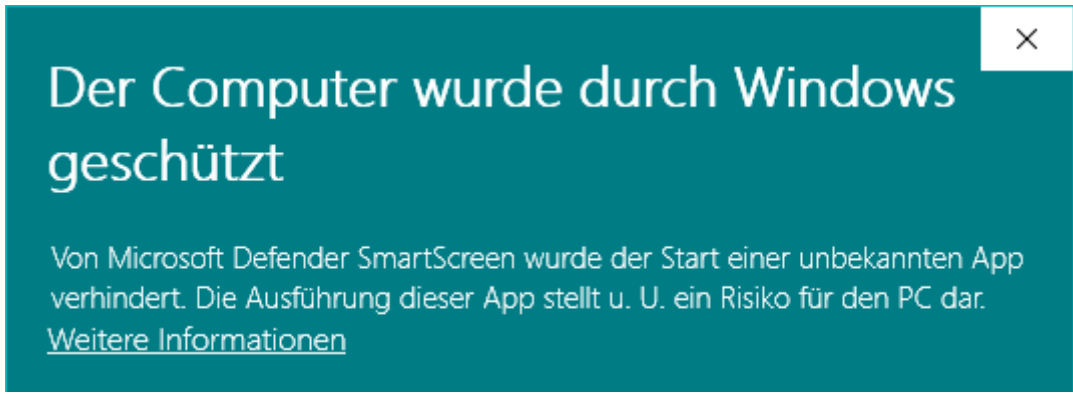 Der Computer wurde durch Windows
geschützt
Von Microsoft Defender SmartScreen wurde der Start einer unbekannten App
verhindert. Die Ausführung dieser App stellt u. U. ein Risiko für den PC dar.
Weitere Informationen